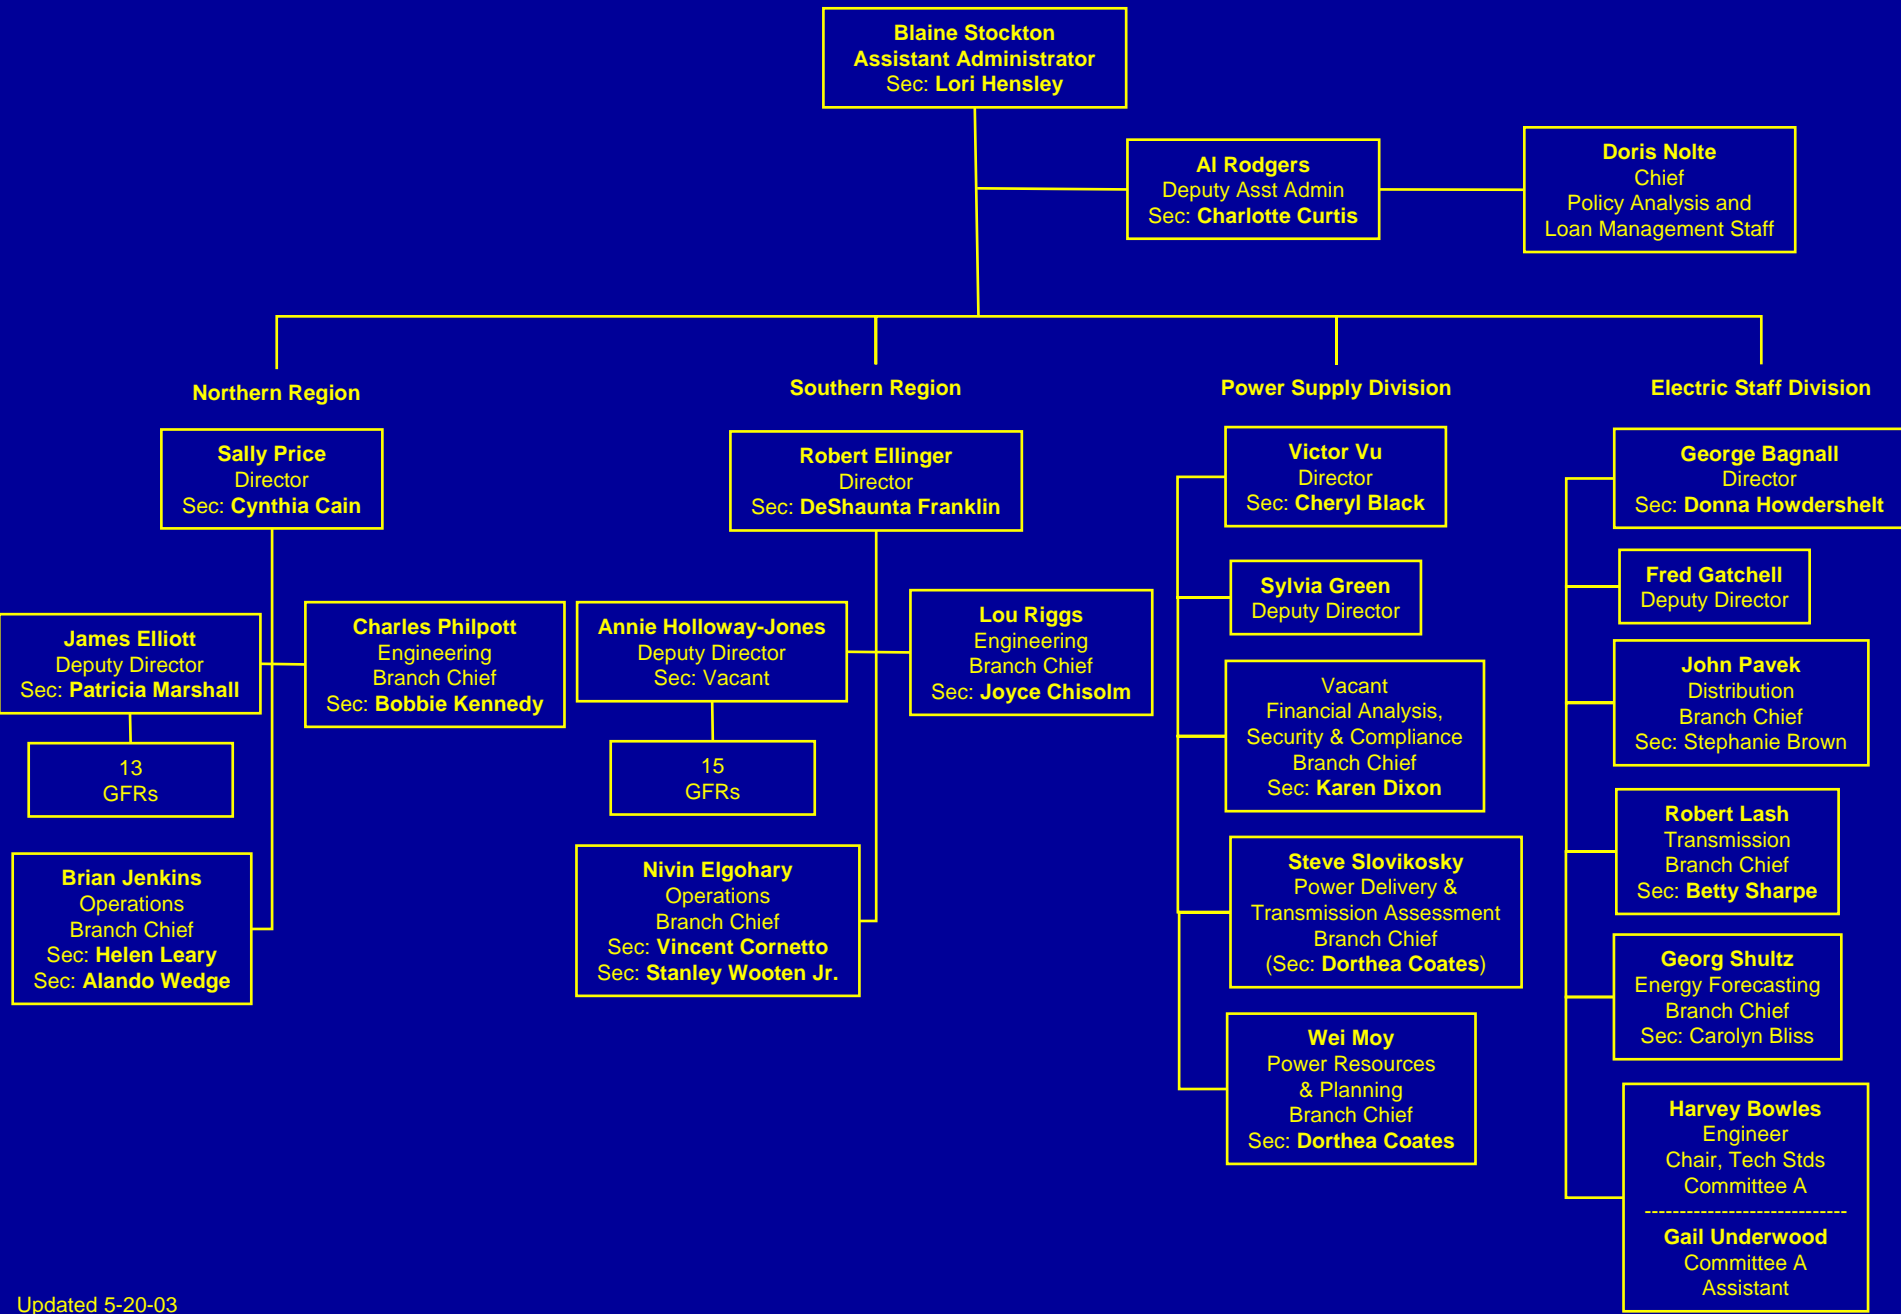 Blaine Stockton
Assistant Administrator
Sec: Lori Hensley
Al Rodgers
Deputy Asst Admin
Sec: Charlotte Curtis
Doris Nolte
Chief
Policy Analysis and
Loan Management Staff
Northern Region
Sally Price
Director
Sec: Cynthia Cain
James Elliott
Deputy Director
Sec: Patricia Marshall
Charles Philpott
Engineering
Branch Chief
Sec: Bobbie Kennedy
13
GFRs
Brian Jenkins
Operations
Branch Chief
Sec: Helen Leary
Sec: Alando Wedge
Southern Region
Robert Ellinger
Director
Sec: DeShaunta Franklin
Annie Holloway-Jones
Deputy Director
Sec: Vacant
Lou Riggs
Engineering
Branch Chief
Sec: Joyce Chisolm
15
GFRs
Nivin Elgohary
Operations
Branch Chief
Sec: Vincent Cornetto
Sec: Stanley Wooten Jr.
Power Supply Division
Victor Vu
Director
Sec: Cheryl Black
Sylvia Green
Deputy Director
Vacant
Financial Analysis,
Security & Compliance
Branch Chief
Sec: Karen Dixon
Steve Slovikosky
Power Delivery &
Transmission Assessment
Branch Chief
(Sec: Dorthea Coates)
Wei Moy
Power Resources
& Planning
Branch Chief
Sec: Dorthea Coates
Electric Staff Division
George Bagnall
Director
Sec: Donna Howdershelt
Fred Gatchell
Deputy Director
John Pavek
Distribution
Branch Chief
Sec: Stephanie Brown
Robert Lash
Transmission
Branch Chief
Sec: Betty Sharpe
Georg Shultz
Energy Forecasting
Branch Chief
Sec: Carolyn Bliss
Harvey Bowles
Engineer
Chair, Tech Stds
Committee A
-----------------------------
Gail Underwood
Committee A
Assistant
Updated 5-20-03